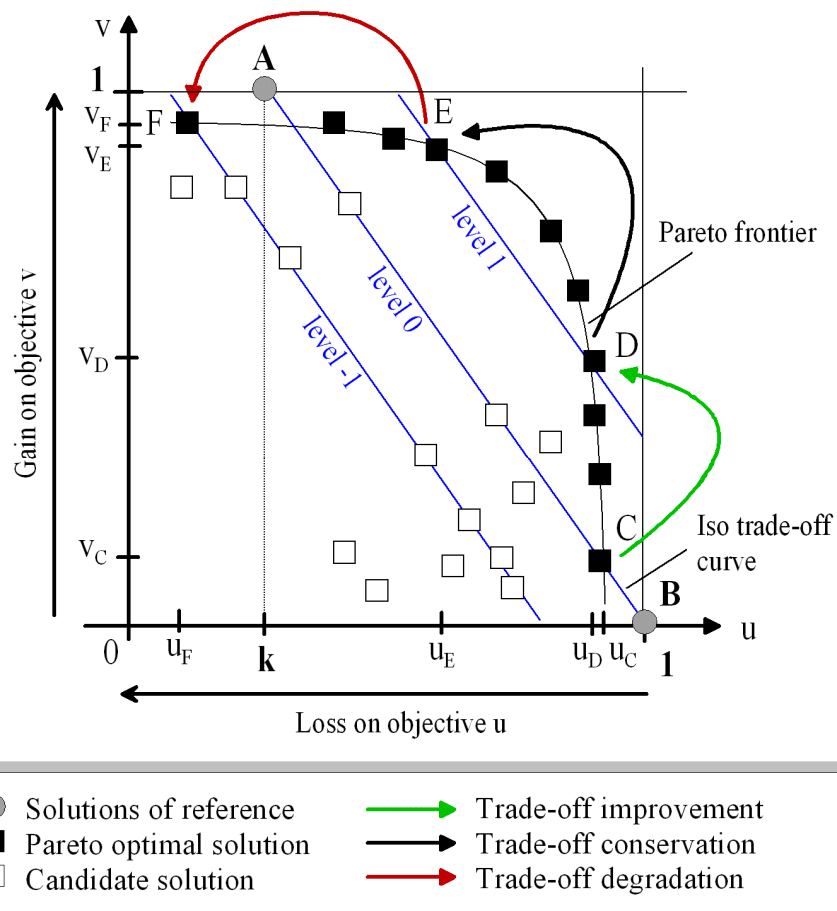 v
A
1
E
v_F
F
v_E
level 1
Pareto frontier
level 0
level -1
D
v_D
Gain on objective v
C
Iso trade-off
curve
v_C
B
0
u_F
k
u_E
u_D
u_C
1
u
Loss on objective u
Solutions of reference
Trade-off improvement
Pareto optimal solution
Trade-off conservation
Candidate solution
Trade-off degradation